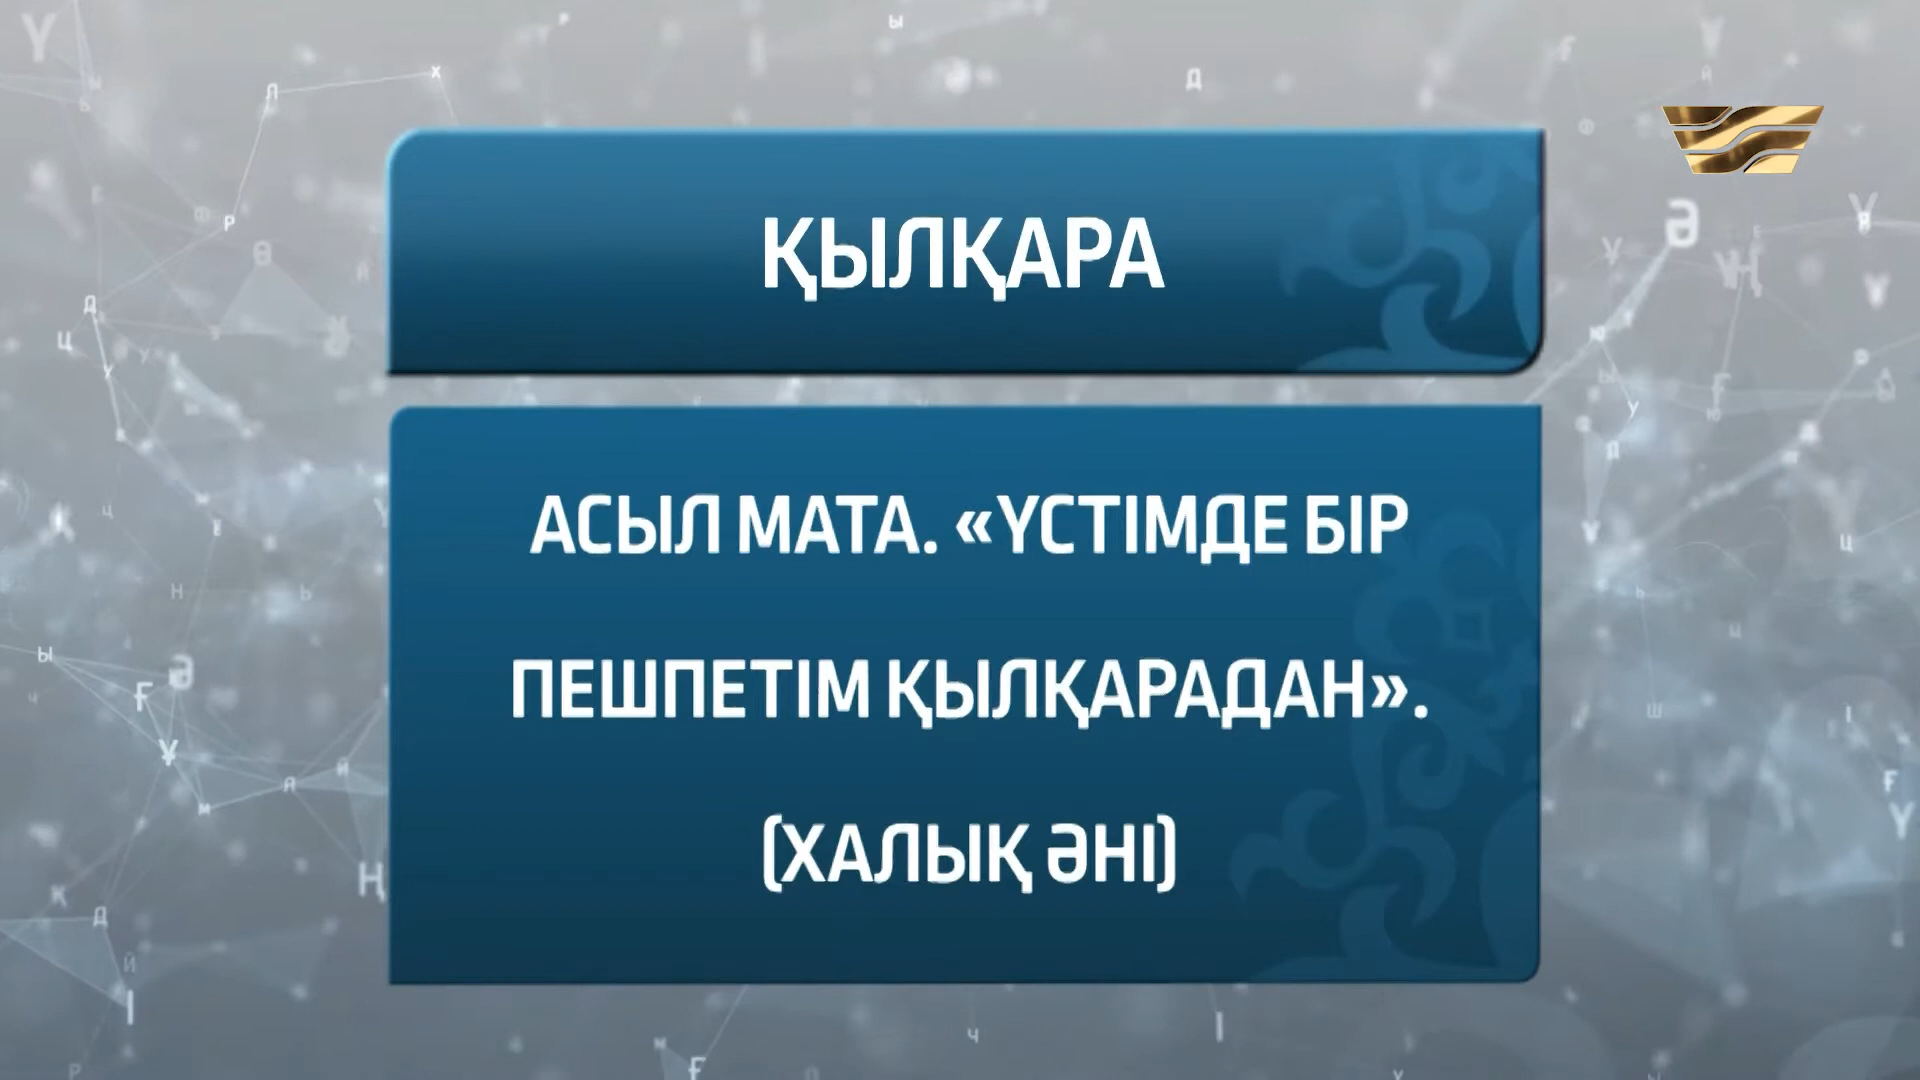 ҚЫЛҚАРА
АСЫЛ МАТА. «ҮСТІМДЕ БІР
ПЕШПЕТІМ ҚЫЛҚАРАДАН».
(ХАЛЫҚ ӘНІ)